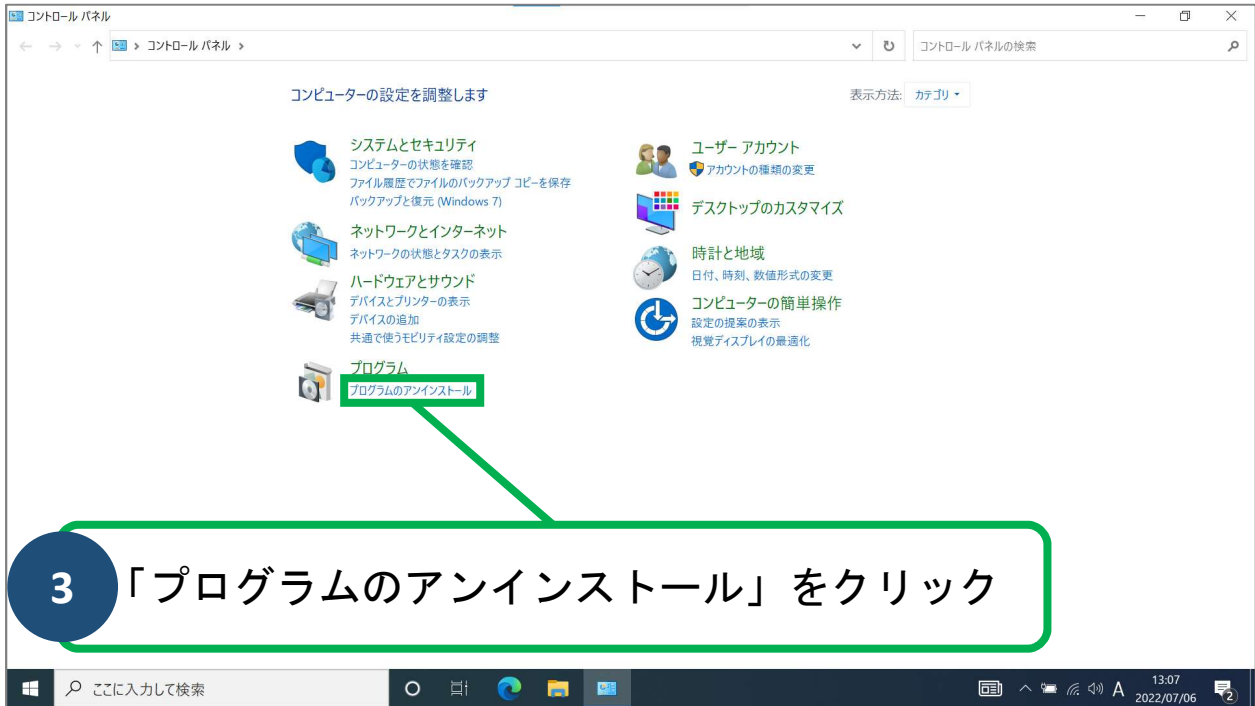 コントロール パネル
コントロール パネル
コントロール パネルの検索
コンピューターの設定を調整します
表示方法: カテゴリ
システムとセキュリティ
コンピューターの状態を確認
ファイル履歴でファイルのバックアップ コピーを保存
バックアップと復元 (Windows 7)
ネットワークとインターネット
ネットワークの状態とタスクの表示
ハードウェアとサウンド
デバイスとプリンターの表示
デバイスの追加
共通で使うモビリティ設定の調整
プログラム
プログラムのアンインストール
ユーザー アカウント
アカウントの種類の変更
デスクトップのカスタマイズ
時計と地域
日付、時刻、数値形式の変更
コンピューターの簡単操作
設定の提案の表示
視覚ディスプレイの最適化
3 「プログラムのアンインストール」をクリック
ここに入力して検索
A
13:07
2022/07/06
2